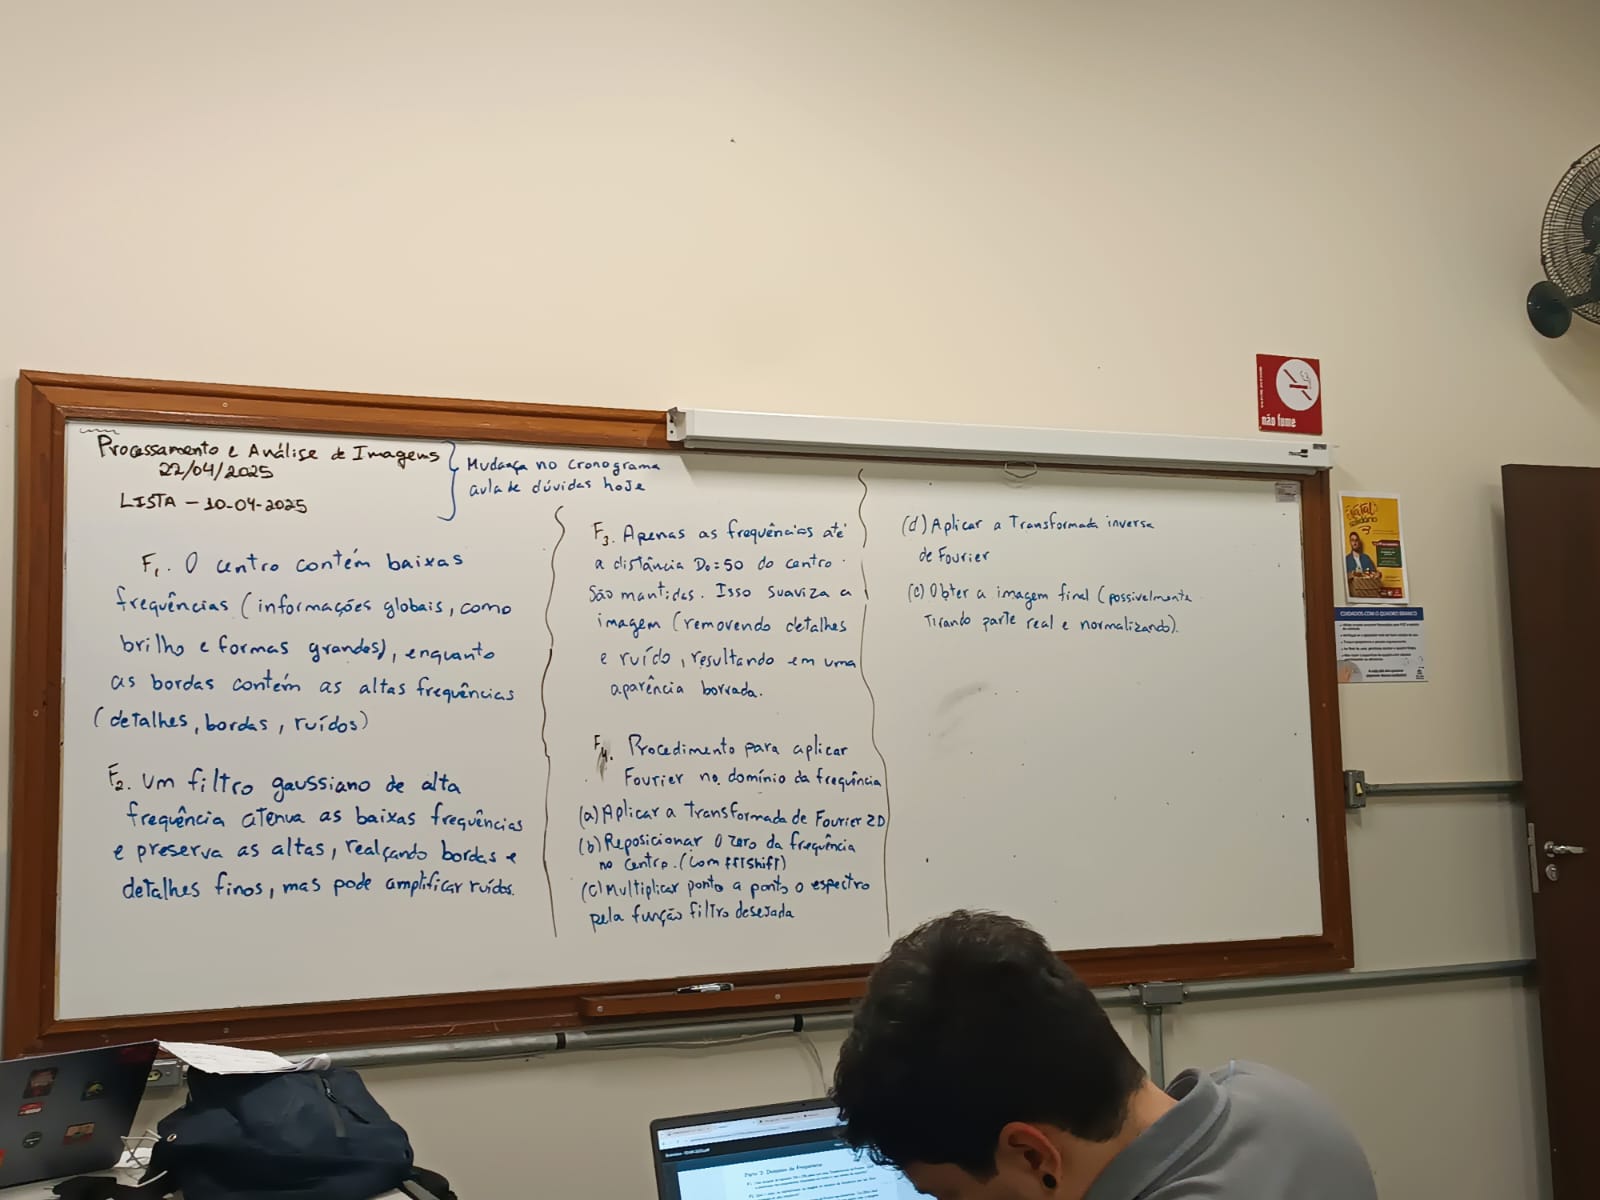 Processamento e Análise de Imagens
22/04/2025
LISTA - 10-04-2025
Mudança no cronograma
aula de dúvidas hoje
F1. O centro contém baixas
frequências (informações globais, como
brilho e formas grandes), enquanto
as bordas contém as altas frequências
(detalhes, bordas, ruídos)
F2. Um filtro gaussiano de alta
frequência atenua as baixas frequências
e preserva as altas, realçando bordas e
detalhes finos, mas pode amplificar ruídos.
F3. Apenas as frequências até
a distância D0=50 do centro
são mantidas. Isso suaviza a
imagem (removendo detalhes
e ruído, resultando em uma
aparência borrada.
F4. Procedimento para aplicar
Fourier no domínio da frequência
(a) Aplicar a Transformada de Fourier 2D
(b) Reposicionar o zero da frequência
no centro. (com fftshift)
(c) Multiplicar ponto a ponto o espectro
pela função filtro desejada
(d) Aplicar a Transformada inversa
de Fourier
(e) Obter a imagem final (possivelmente
tirando parte real e normalizando).
não fume
Natal
solidário
CUIDADOS COM O QUADRO BRANCO